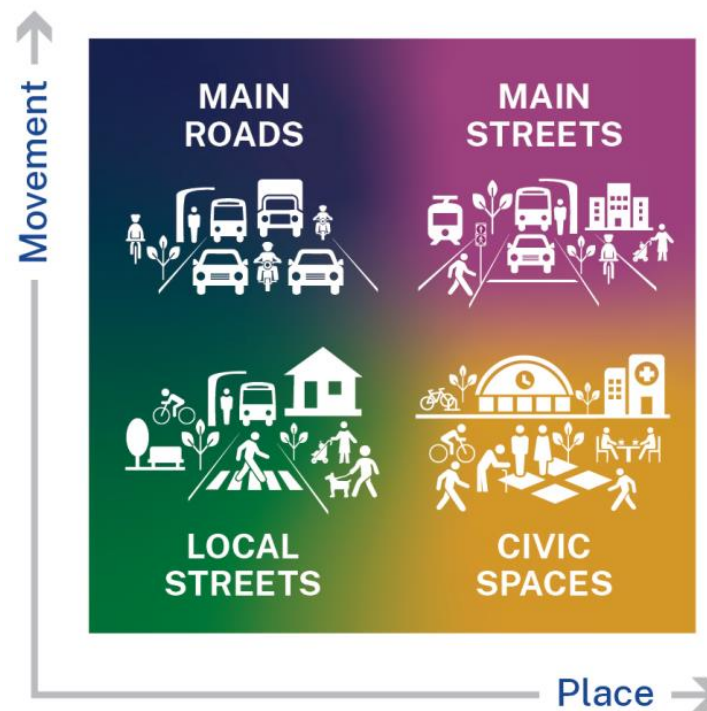 Movement
MAIN
ROADS
MAIN
STREETS
LOCAL
STREETS
CIVIC
SPACES
Place